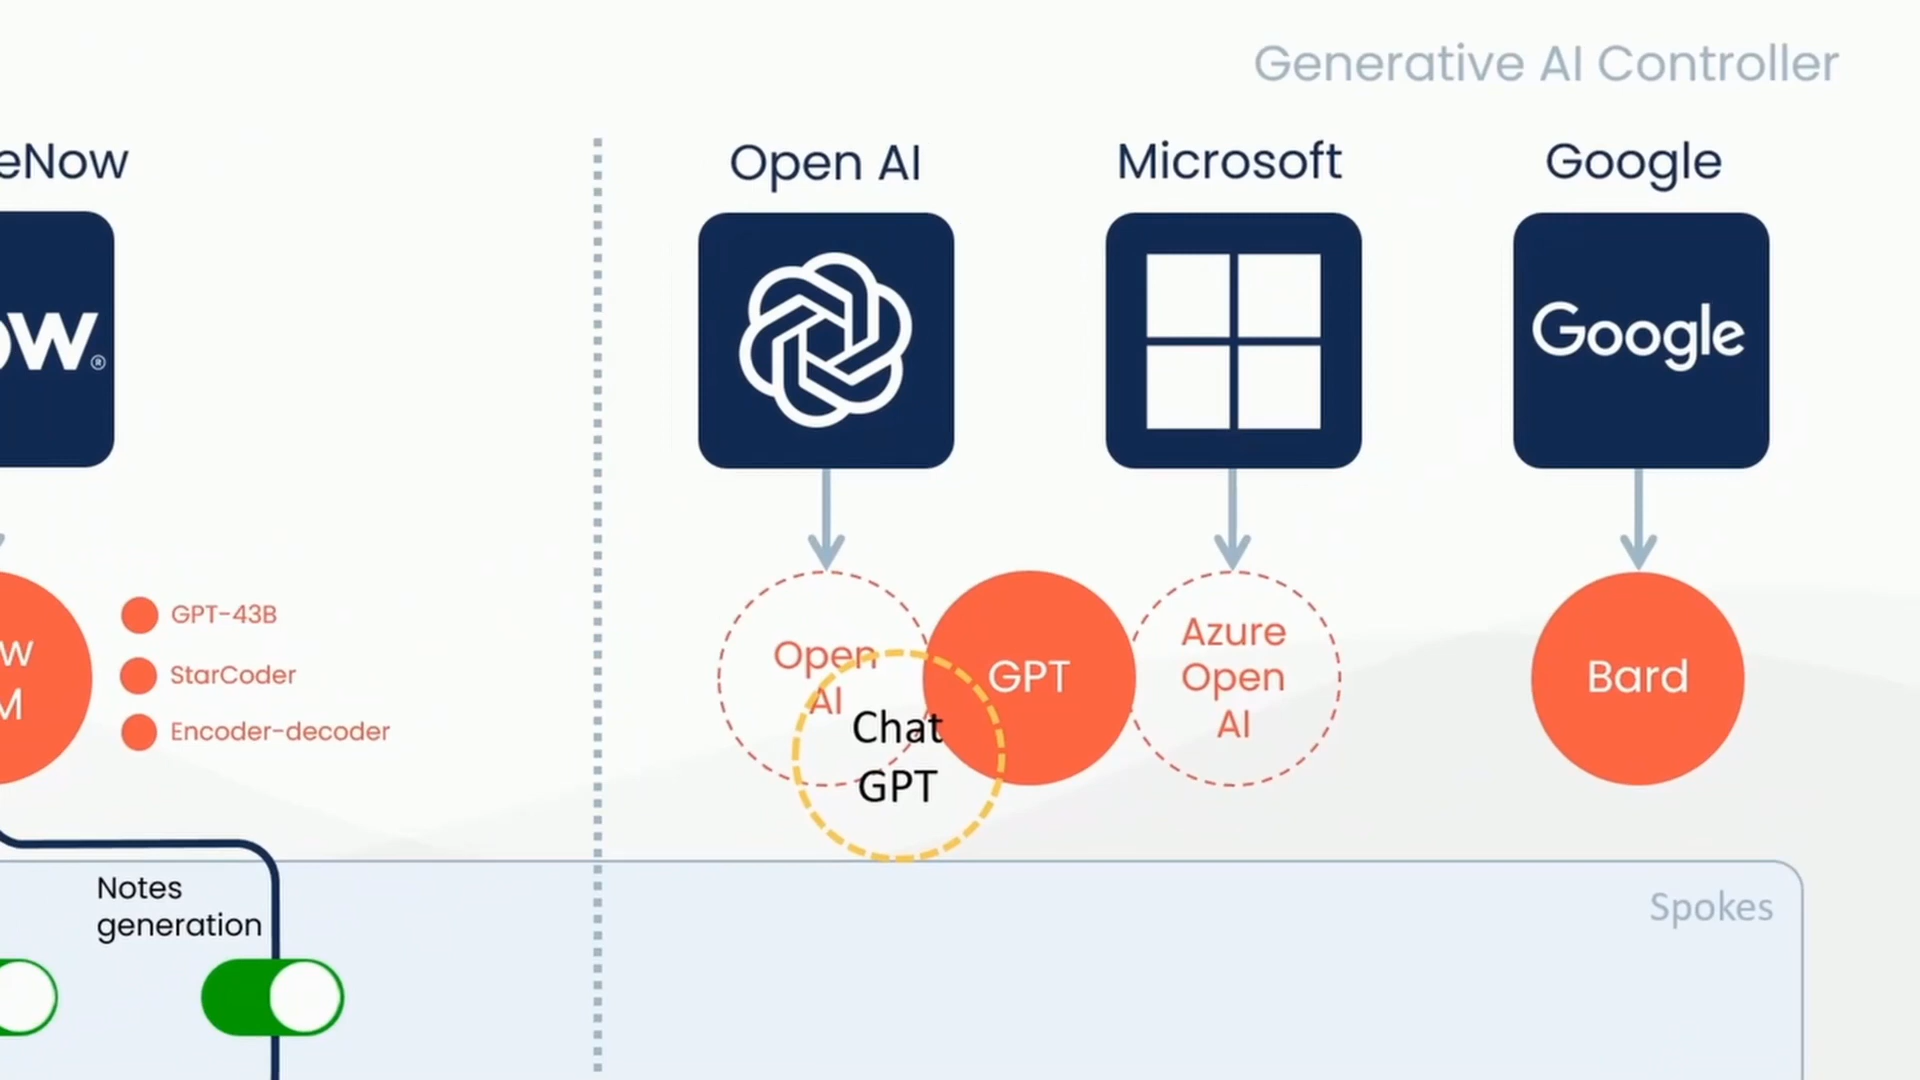 Generative AI Controller
eNow
Open AI
Microsoft
Google
ow®
Google
GPT-43B
StarCoder
Encoder-decoder
w
M
Open
AI
Chat
GPT
GPT
Azure
Open
AI
Bard
Notes
generation
Spokes